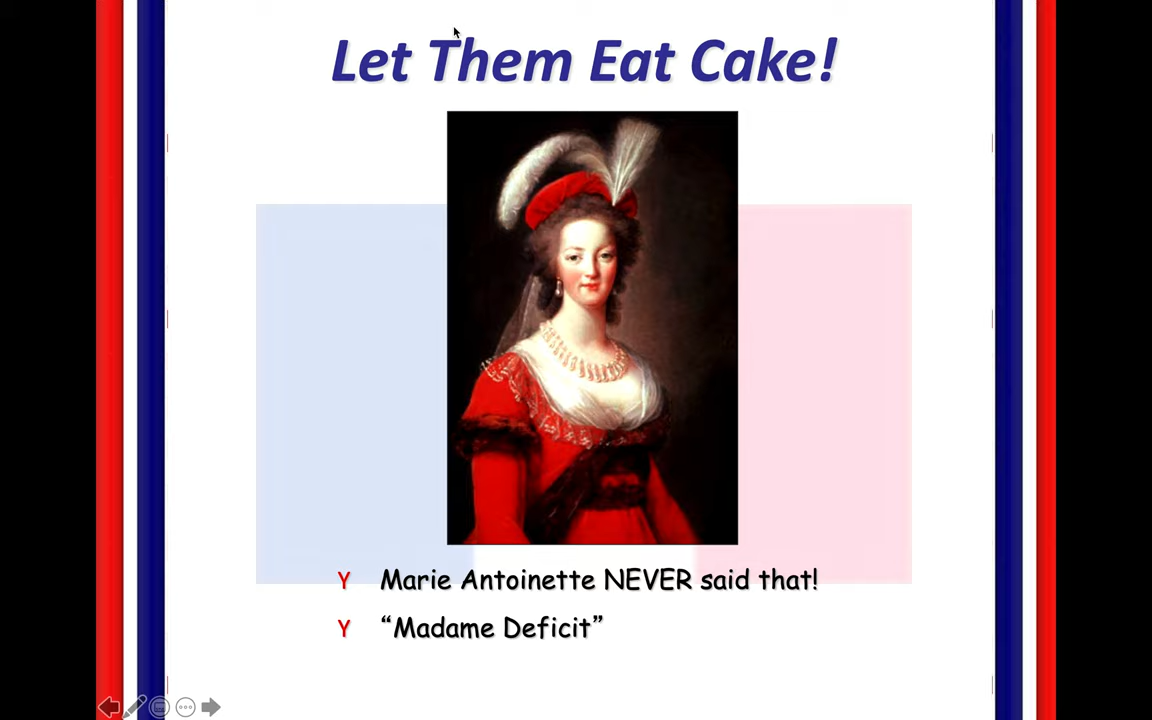 Let Them Eat Cake!
Y Marie Antoinette NEVER said that!
Y “Madame Deficit”